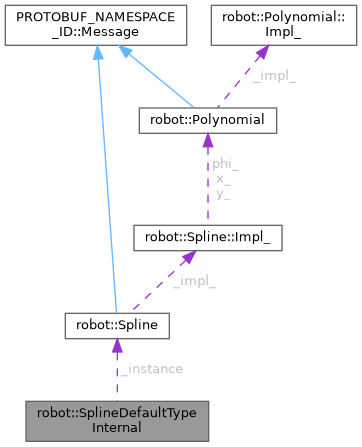 PROTOBUF_NAMESPACE
_ID::Message
robot::Polynomial::
Impl_
_impl_
robot::Polynomial
phi_
x_
y_
robot::Spline::Impl_
_impl_
robot::Spline
_instance
robot::SplineDefaultType
Internal